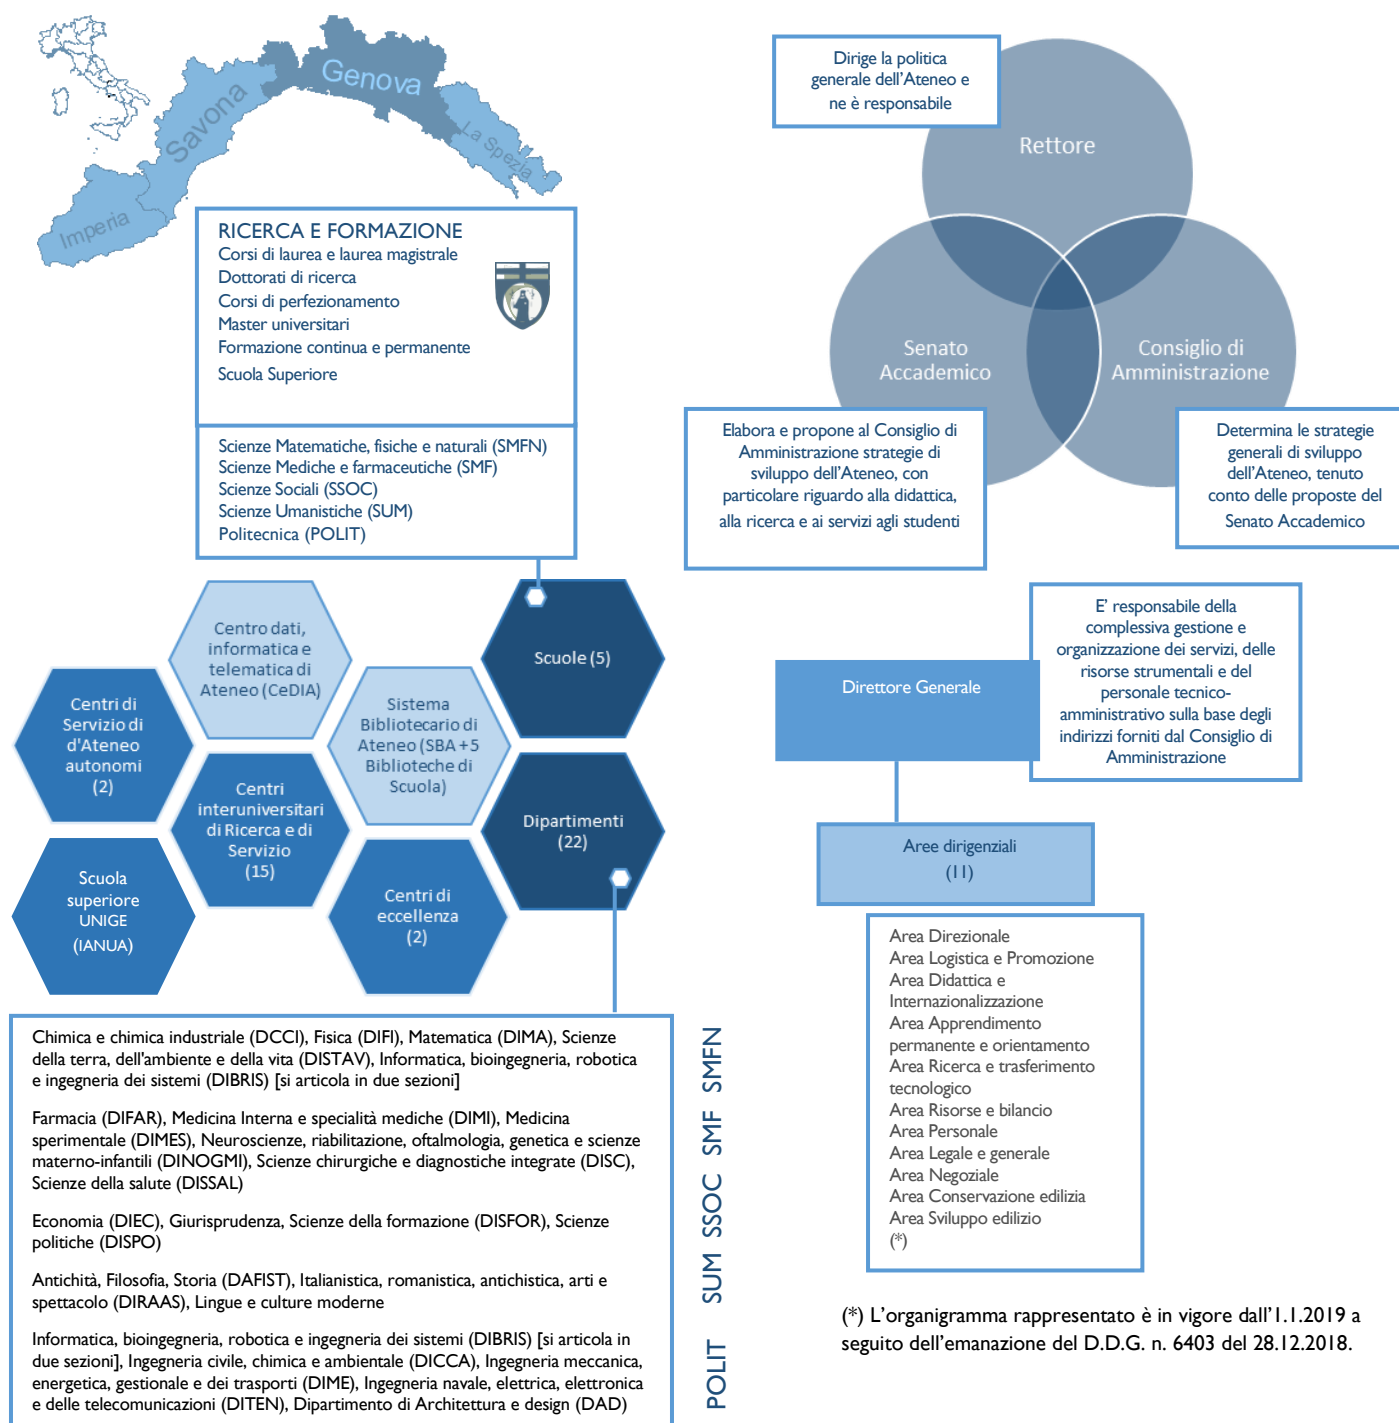 Genova
Savona
La Spezia
Imperia
RICERCA E FORMAZIONE
Corsi di laurea e laurea magistrale
Dottorati di ricerca
Corsi di perfezionamento
Master universitari
Formazione continua e permanente
Scuola Superiore
Scienze Matematiche, fisiche e naturali (SMFN)
Scienze Mediche e farmaceutiche (SMF)
Scienze Sociali (SSOC)
Scienze Umanistiche (SUM)
Politecnica (POLIT)
Centro dati,
informatica e
telematica di
Ateneo (CeDIA)
Scuole (5)
Centri di
Servizio di
d'Ateneo
autonomi
(2)
Sistema
Bibliotecario di
Ateneo (SBA +5
Biblioteche di
Scuola)
Centri
interuniversitari
di Ricerca e di
Servizio
(15)
Dipartimenti
(22)
Scuola
superiore
UNIGE
(IANUA)
Centri di
eccellenza
(2)
Chimica e chimica industriale (DCCI), Fisica (DIFI), Matematica (DIMA), Scienze
della terra, dell'ambiente e della vita (DISTAV), Informatica, bioingegneria, robotica
e ingegneria dei sistemi (DIBRIS) [si articola in due sezioni]
Farmacia (DIFAR), Medicina Interna e specialità mediche (DIMI), Medicina
sperimentale (DIMES), Neuroscienze, riabilitazione, oftalmologia, genetica e scienze
materno-infantili (DINOGMI), Scienze chirurgiche e diagnostiche integrate (DISC),
Scienze della salute (DISSAL)
Economia (DIEC), Giurisprudenza, Scienze della formazione (DISFOR), Scienze
politiche (DISPO)
Antichità, Filosofia, Storia (DAFIST), Italianistica, romanistica, antichistica, arti e
spettacolo (DIRAAS), Lingue e culture moderne
Informatica, bioingegneria, robotica e ingegneria dei sistemi (DIBRIS) [si articola in
due sezioni], Ingegneria civile, chimica e ambientale (DICCA), Ingegneria meccanica,
energetica, gestionale e dei trasporti (DIME), Ingegneria navale, elettrica, elettronica
e delle telecomunicazioni (DITEN), Dipartimento di Architettura e design (DAD)
POLIT SUM SSOC SMF SMFN
Dirige la politica
generale dell'Ateneo e
ne è responsabile
Rettore
Senato
Accademico
Consiglio di
Amministrazione
Elabora e propone al Consiglio di
Amministrazione strategie di
sviluppo dell'Ateneo, con
particolare riguardo alla didattica,
alla ricerca e ai servizi agli studenti
Determina le strategie
generali di sviluppo
dell'Ateneo, tenuto
conto delle proposte del
Senato Accademico
Direttore Generale
E' responsabile della
complessiva gestione e
organizzazione dei servizi, delle
risorse strumentali e del
personale tecnico-
amministrativo sulla base degli
indirizzi forniti dal Consiglio di
Amministrazione
Aree dirigenziali
(11)
Area Direzionale
Area Logistica e Promozione
Area Didattica e
Internazionalizzazione
Area Apprendimento
permanente e orientamento
Area Ricerca e trasferimento
tecnologico
Area Risorse e bilancio
Area Personale
Area Legale e generale
Area Negoziale
Area Conservazione edilizia
Area Sviluppo edilizio
(*)
(*) L'organigramma rappresentato è in vigore dall'1.1.2019 a
seguito dell'emanazione del D.D.G. n. 6403 del 28.12.2018.